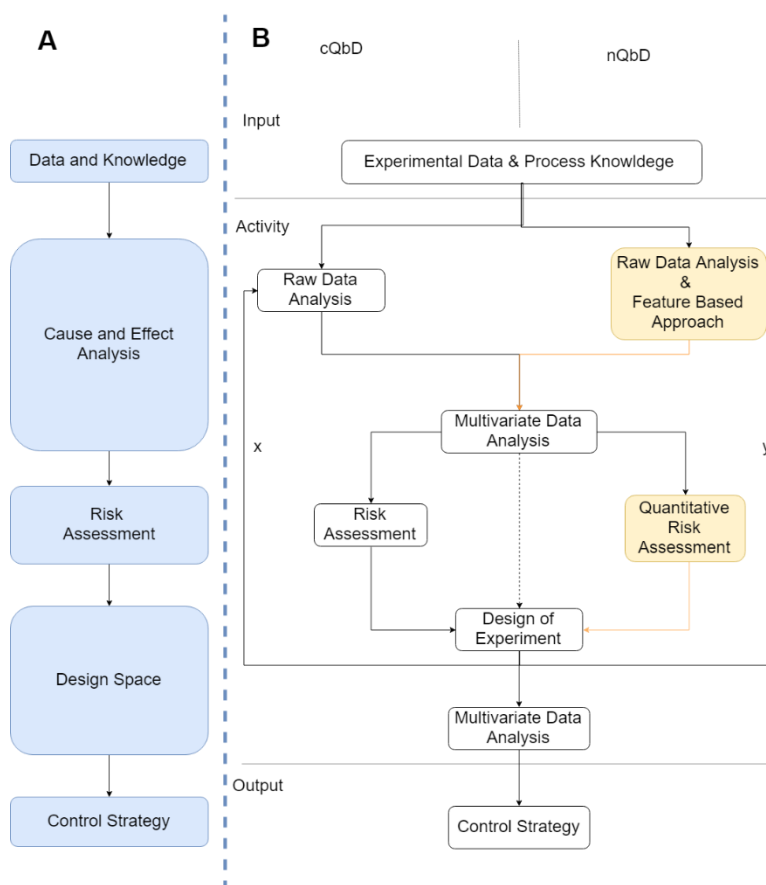 A
Data and Knowledge
Cause and Effect
Analysis
Risk
Assessment
Design Space
Control Strategy
B
cQbD
nQbD
Input
Experimental Data & Process Knowldege
Activity
Raw Data
Analysis
Raw Data Analysis
&
Feature Based
Approach
Multivariate Data
Analysis
x
y
Risk
Assessment
Quantitative
Risk
Assessment
Design of
Experiment
Multivariate Data
Analysis
Output
Control Strategy